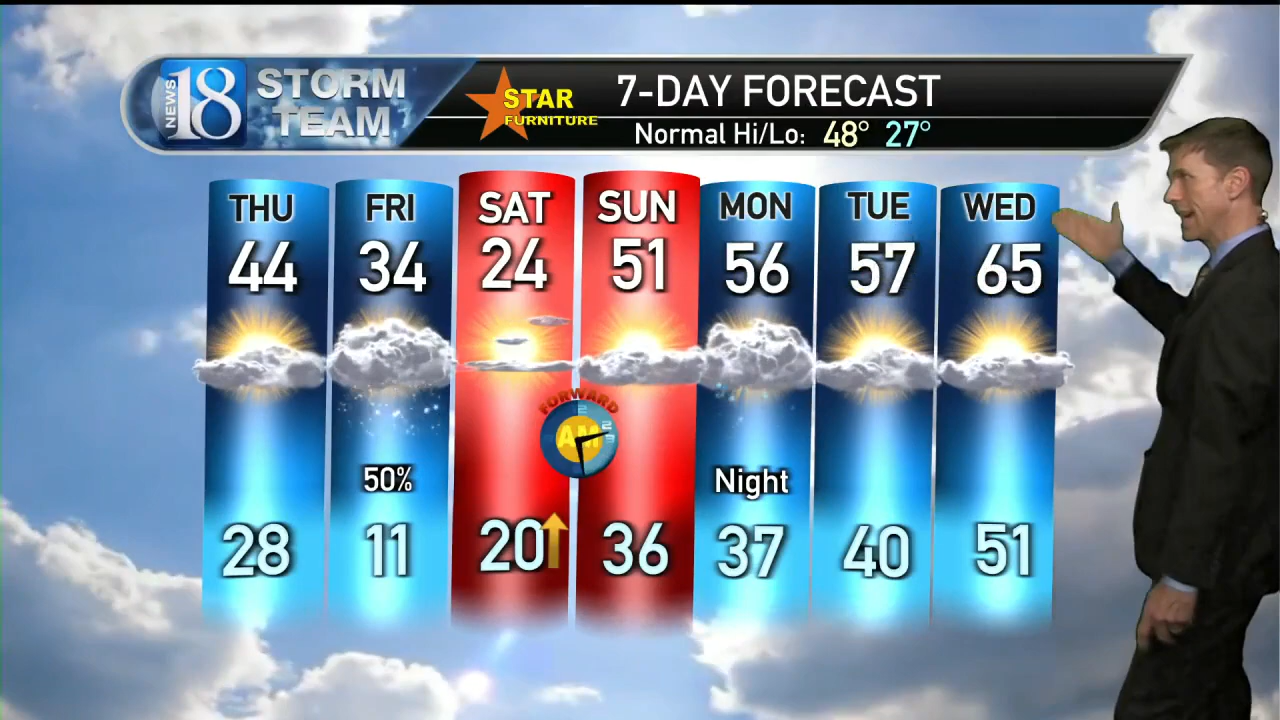 NEWS 18
STORM
TEAM
STAR
FURNITURE
7-DAY FORECAST
Normal Hi/Lo: 48° 27°
THU FRI SAT SUN MON TUE WED
44 34 24 51 56 57 65
FORWARD
AM
50% Night
28 11 20 36 37 40 51